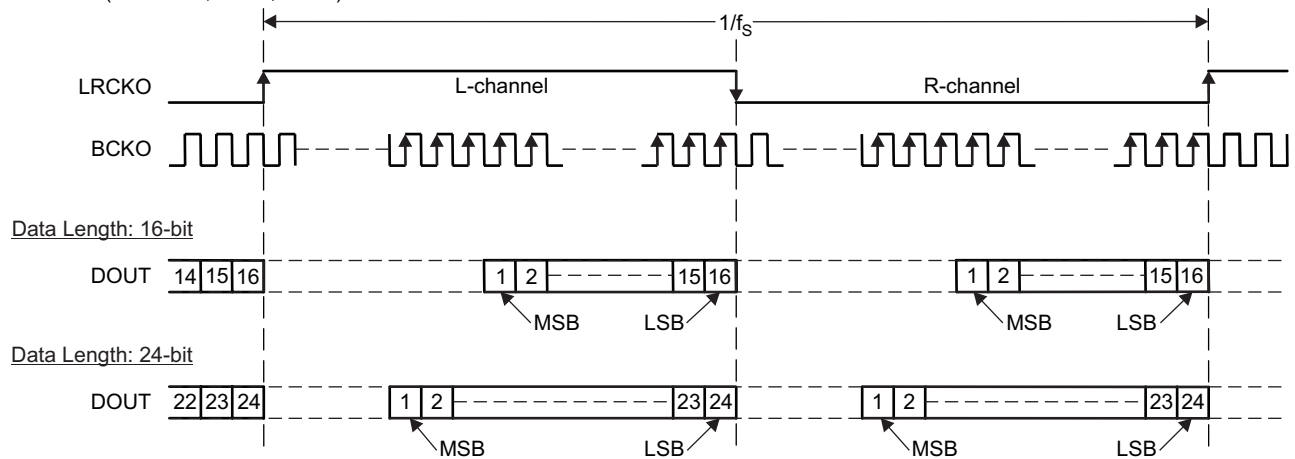 1/fS
LRCKO L-channel R-channel
BCKO
Data Length: 16-bit
DOUT 14 15 16 1 2 15 16 1 2 15 16
MSB LSB MSB LSB
Data Length: 24-bit
DOUT 22 23 24 1 2 23 24 1 2 23 24
MSB LSB MSB LSB